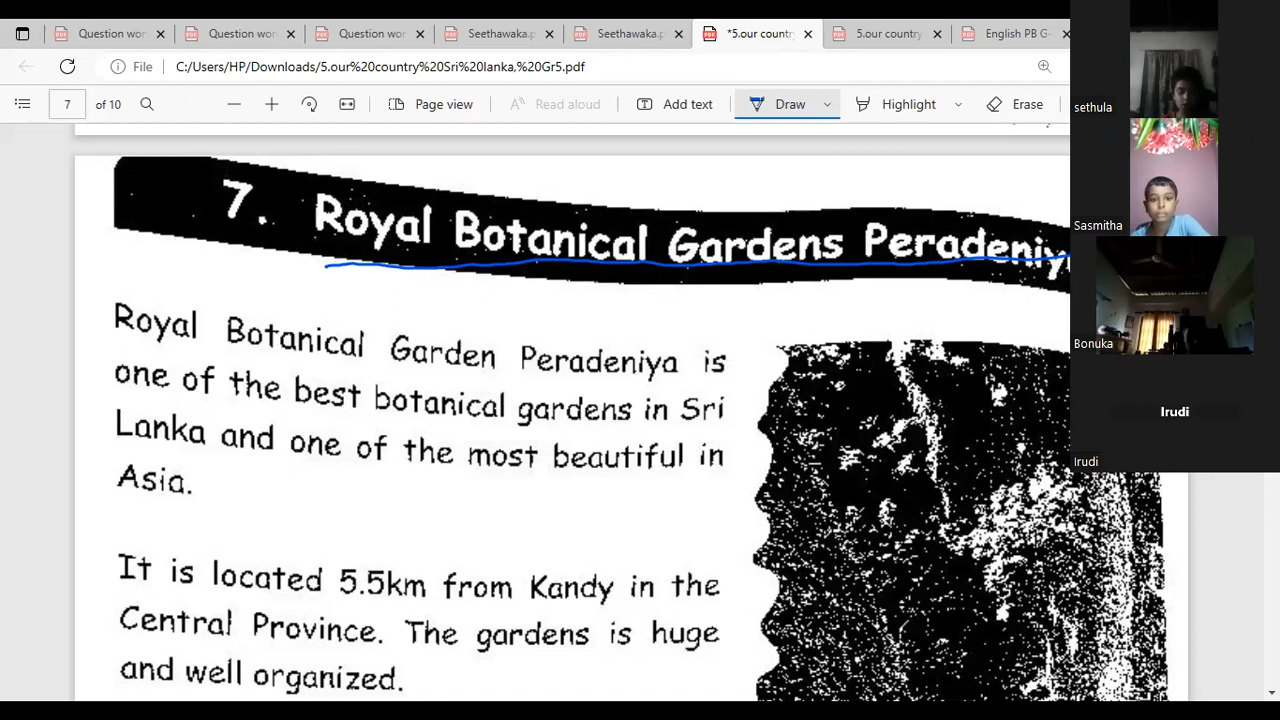 Question wor
Question wor
Question wor
Seethawaka.p
Seethawaka.p
*5.our countr
5.our country
English PB G-
File
C:/Users/HP/Downloads/5.our%20country%20Sri%20lanka,%20Gr5.pdf
7 of 10
Page view
Read aloud
Add text
Draw
Highlight
Erase
7. Royal Botanical Gardens Peradeniy
Royal Botanical Garden Peradeniya is
one of the best botanical gardens in Sri
Lanka and one of the most beautiful in
Asia.
It is located 5.5km from Kandy in the
Central Province. The gardens is huge
and well organized.
sethula
Sasmitha
Bonuka
Irudi
Irudi